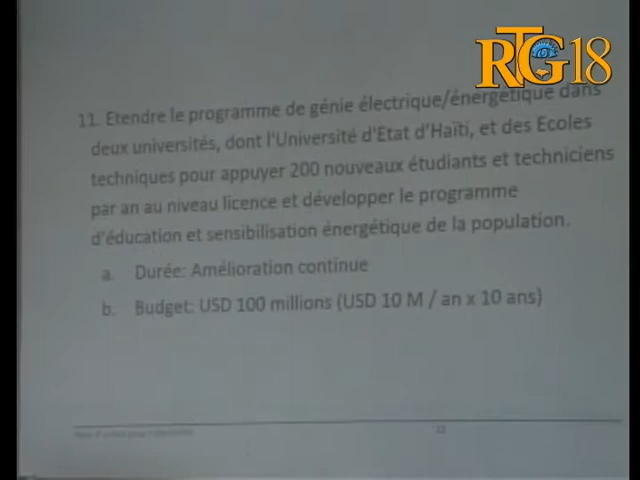 RTG18
11. Etendre le programme de génie électrique/énergétique dans
deux universités, dont l'Université d'Etat d'Haïti, et des Ecoles
techniques pour appuyer 200 nouveaux étudiants et techniciens
par an au niveau licence et développer le programme
d'éducation et sensibilisation énergétique de la population.
a. Durée: Amélioration continue
b. Budget: USD 100 millions (USD 10 M / an x 10 ans)